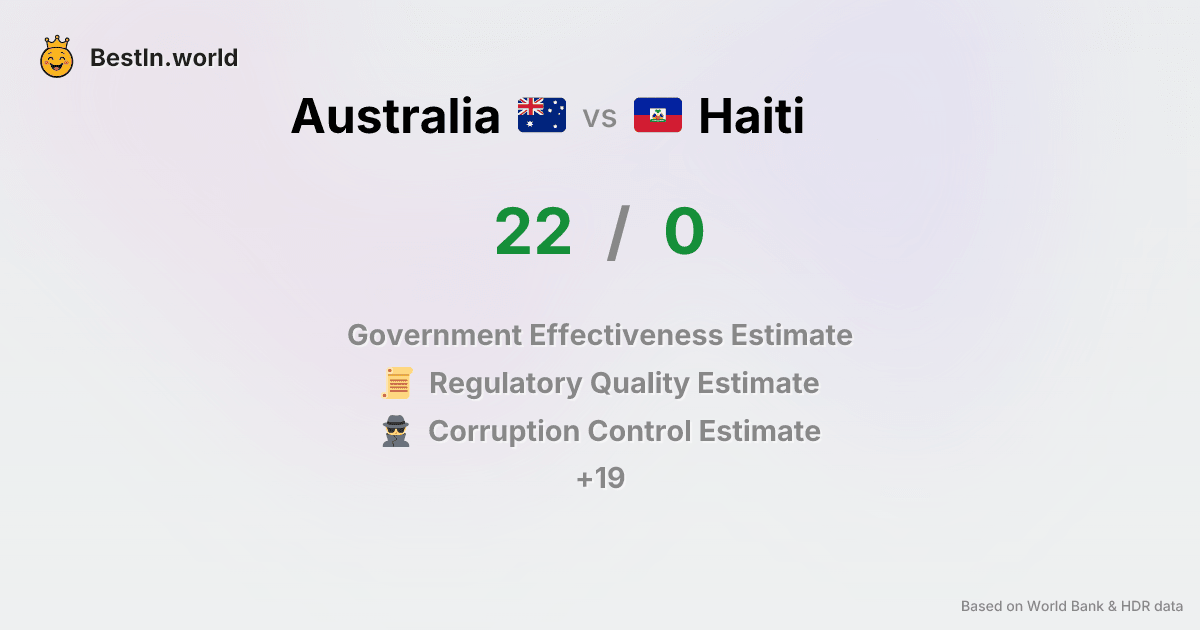 BestIn.world
Australia vs Haiti
22 / 0
Government Effectiveness Estimate
Regulatory Quality Estimate
Corruption Control Estimate
+19
Based on World Bank & HDR data